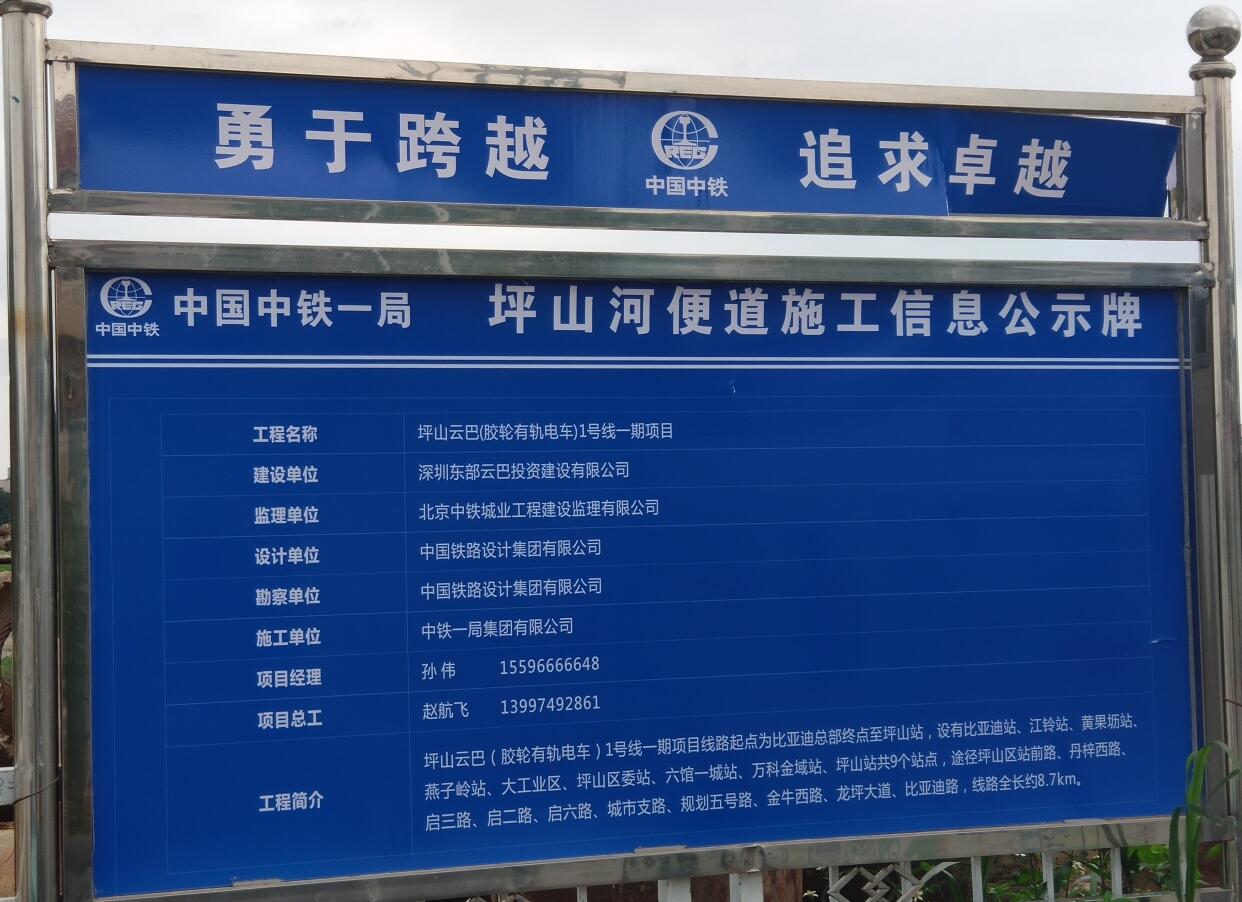 勇于跨越 CREG 中国中铁 追求卓越
CREG 中国中铁 中国中铁一局 坪山河便道施工信息公示牌
工程名称 坪山云巴(胶轮有轨电车)1号线一期项目
建设单位 深圳东部云巴投资建设有限公司
监理单位 北京中铁城业工程建设监理有限公司
设计单位 中国铁路设计集团有限公司
勘察单位 中国铁路设计集团有限公司
施工单位 中铁一局集团有限公司
项目经理 孙 伟 15596666648
项目总工 赵航飞 13997492861
工程简介 坪山云巴（胶轮有轨电车）1号线一期项目线路起点为比亚迪总部终点至坪山站，设有比亚迪站、江铃站、黄果坜站、
燕子岭站、大工业区、坪山区委站、六馆一城站、万科金域站、坪山站共9个站点，途径坪山区站前路、丹梓西路、
启三路、启二路、启六路、城市支路、规划五号路、金牛西路、龙坪大道、比亚迪路，线路全长约8.7km。